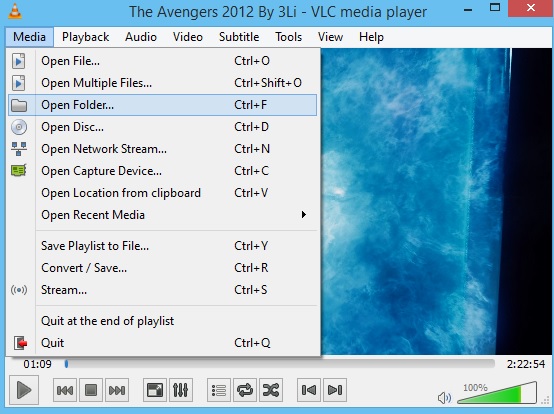 The Avengers 2012 By 3Li - VLC media player
Media Playback Audio Video Subtitle Tools View Help
Open File... Ctrl+O
Open Multiple Files... Ctrl+Shift+O
Open Folder... Ctrl+F
Open Disc... Ctrl+D
Open Network Stream... Ctrl+N
Open Capture Device... Ctrl+C
Open Location from clipboard Ctrl+V
Open Recent Media
Save Playlist to File... Ctrl+Y
Convert / Save... Ctrl+R
Stream... Ctrl+S
Quit at the end of playlist
Quit Ctrl+Q
01:09 2:22:54
100%